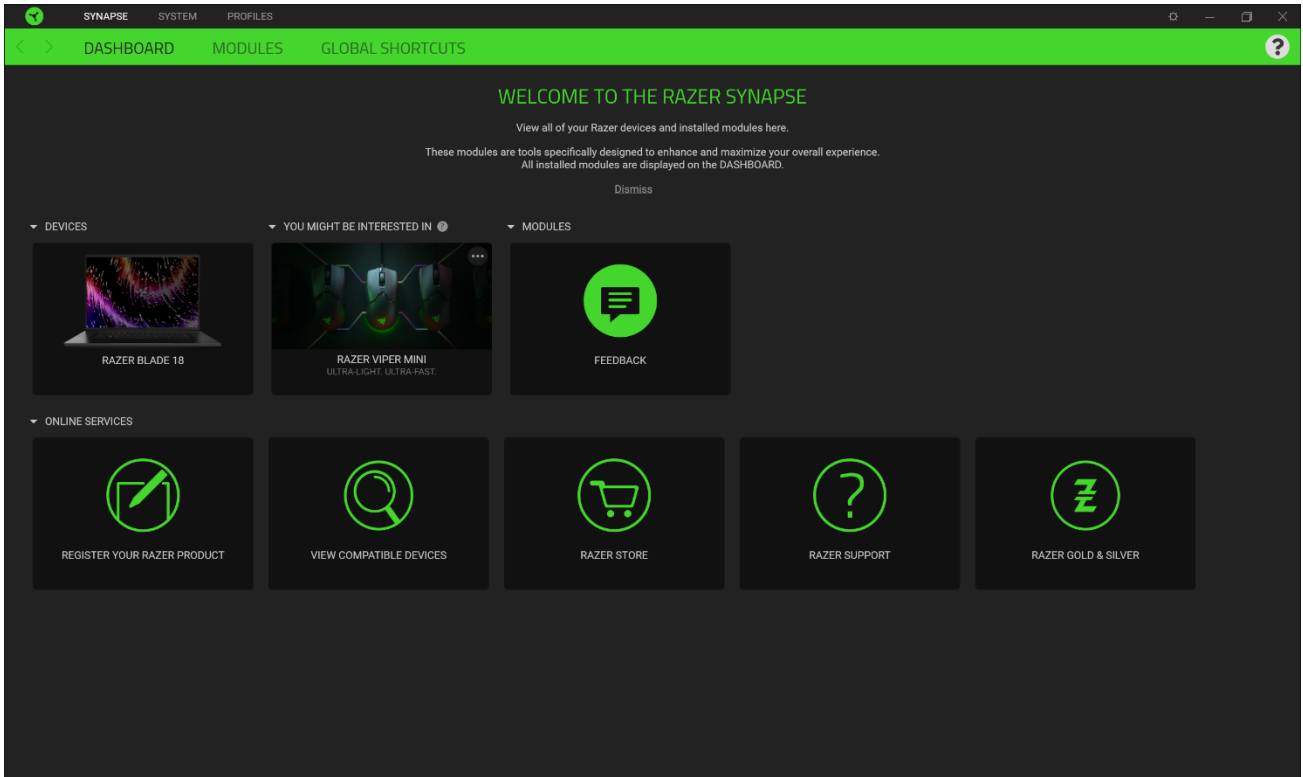 SYNAPSE SYSTEM PROFILES
DASHBOARD MODULES GLOBAL SHORTCUTS
?
WELCOME TO THE RAZER SYNAPSE
View all of your Razer devices and installed modules here.
These modules are tools specifically designed to enhance and maximize your overall experience.
All installed modules are displayed on the DASHBOARD.
Dismiss
DEVICES
YOU MIGHT BE INTERESTED IN ?
MODULES
RAZER BLADE 18
RAZER VIPER MINI
ULTRA-LIGHT. ULTRA-FAST.
FEEDBACK
ONLINE SERVICES
REGISTER YOUR RAZER PRODUCT
VIEW COMPATIBLE DEVICES
RAZER STORE
?
RAZER SUPPORT
RAZER GOLD & SILVER